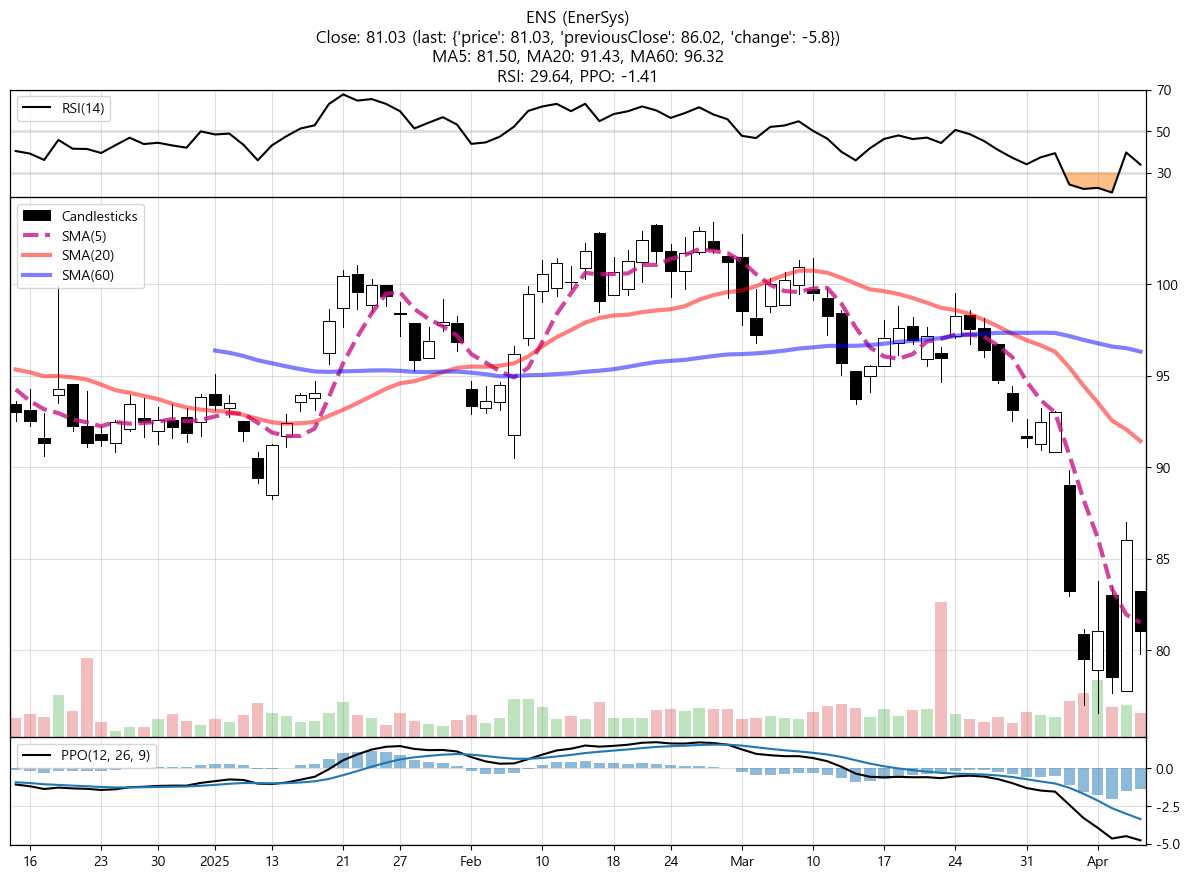 ENS (EnerSys)
Close: 81.03 (last: {'price': 81.03, 'previousClose': 86.02, 'change': -5.8})
MA5: 81.50, MA20: 91.43, MA60: 96.32
RSI: 29.64, PPO: -1.41
RSI(14)
70
50
30
Candlesticks
SMA(5)
SMA(20)
SMA(60)
100
95
90
85
80
PPO(12, 26, 9)
0.0
-2.5
-5.0
16 23 30 2025 13 21 27 Feb 10 18 24 Mar 10 17 24 31 Apr